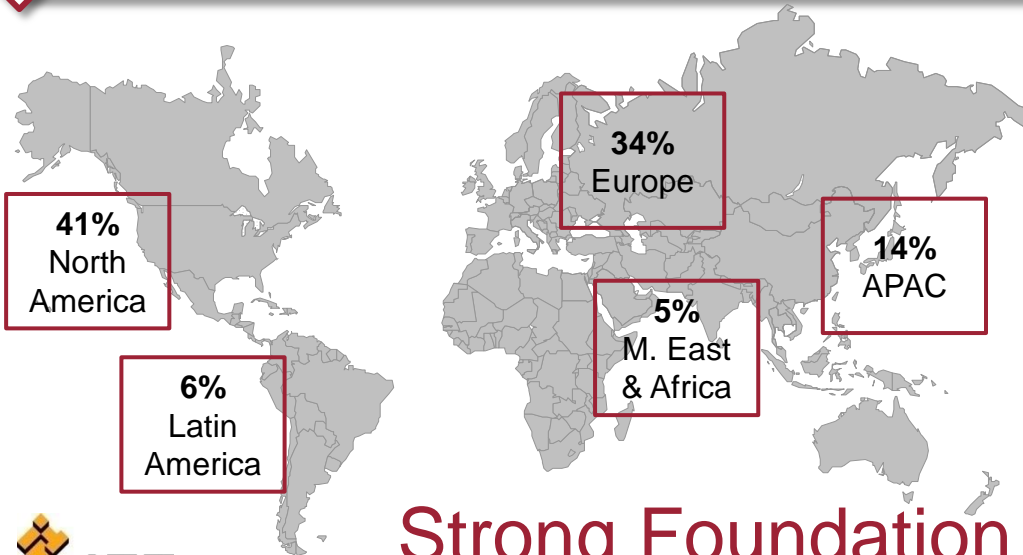 34%
Europe
41%
North
America
14%
APAC
5%
M. East
& Africa
6%
Latin
America
Strong Foundation